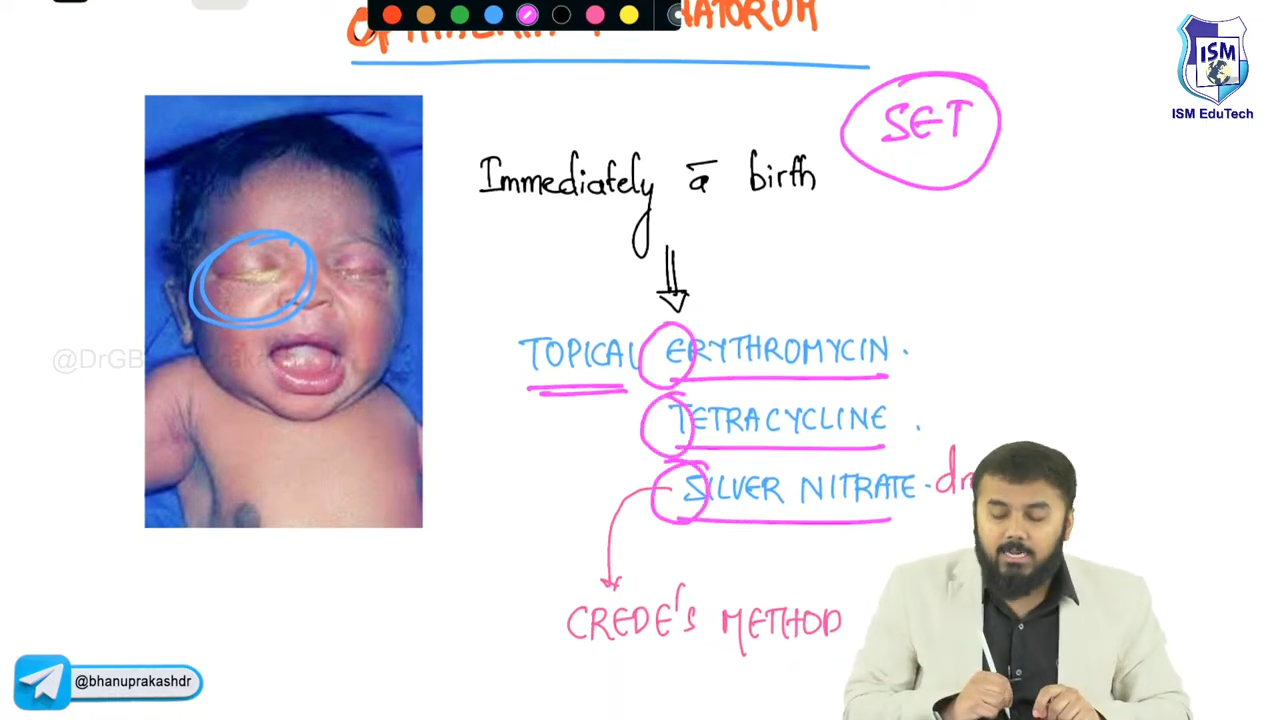 SET
ISM
ISM EduTech
Immediately ā birth
TOPICAL ERYTHROMYCIN.
TETRACYCLINE.
SILVER NITRATE.
CREDE's METHOD
@bhanuprakashdr